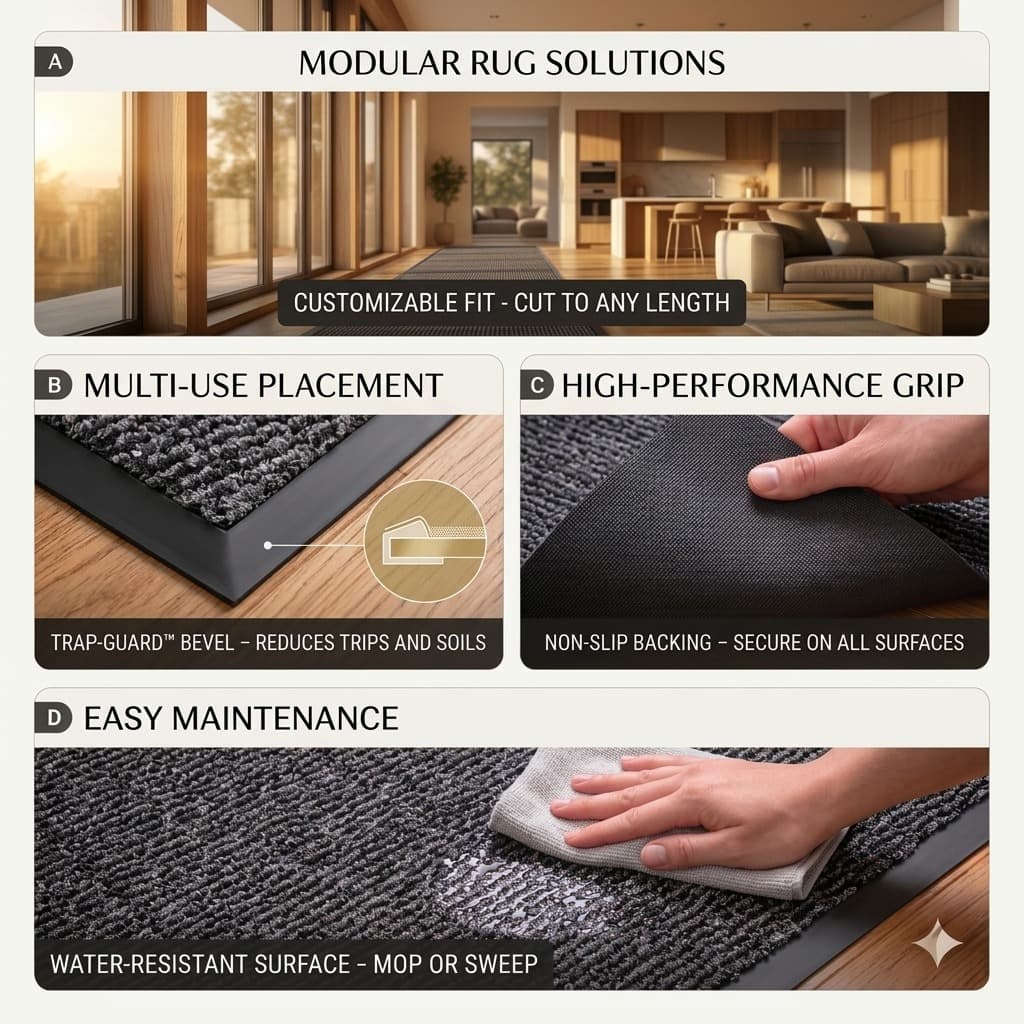 A
MODULAR RUG SOLUTIONS
CUSTOMIZABLE FIT - CUT TO ANY LENGTH
B MULTI-USE PLACEMENT
TRAP-GUARD™ BEVEL – REDUCES TRIPS AND SOILS
C HIGH-PERFORMANCE GRIP
NON-SLIP BACKING – SECURE ON ALL SURFACES
D EASY MAINTENANCE
WATER-RESISTANT SURFACE – MOP OR SWEEP